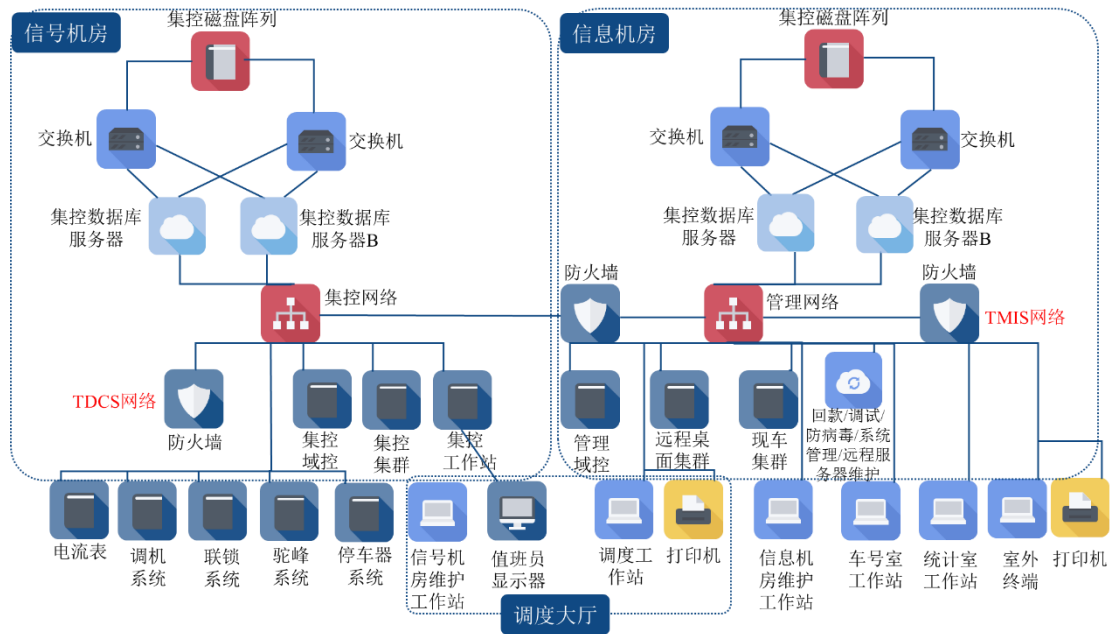 信号机房
集控磁盘阵列
交换机
交换机
集控数据库
服务器
集控数据库
服务器B
集控网络
TDCS网络
防火墙
集控
域控
集控
集群
集控
工作站
电流表
调机
系统
联锁
系统
驼峰
系统
停车器
系统
信号机
房维护
工作站
值班员
显示器
调度大厅
信息机房
集控磁盘阵列
交换机
交换机
集控数据库
服务器
集控数据库
服务器B
防火墙
管理网络
防火墙
TMIS网络
管理
域控
远程桌
面集群
现车
集群
回款/调试/
防病毒/系统
管理/远程服
务器维护
调度工
作站
打印机
信息机
房维护
工作站
车号室
工作站
统计室
工作站
室外
终端
打印机